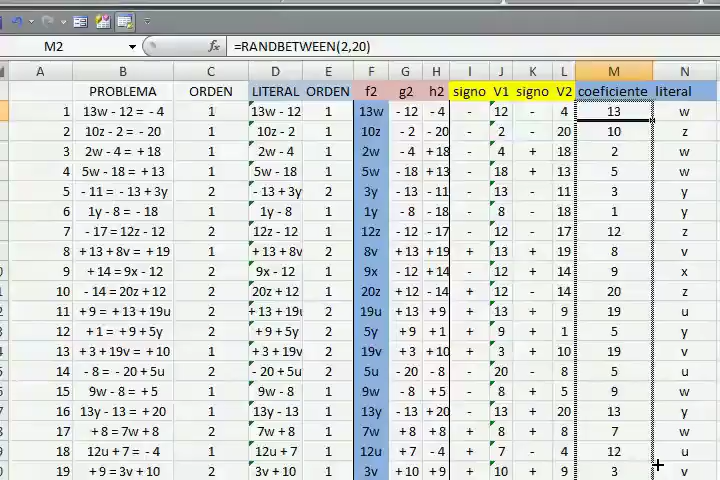 M2 fx =RANDBETWEEN(2,20)
A B C D E F G H I J K L M N
PROBLEMA ORDEN LITERAL ORDEN f2 g2 h2 signo V1 signo V2 coeficiente literal
1 13w - 12 = - 4 1 13w - 12 1 13w - 12 - 4 - 12 - 4 13 w
2 10z - 2 = - 20 1 10z - 2 1 10z - 2 - 20 - 2 - 20 10 z
3 2w - 4 = + 18 1 2w - 4 1 2w - 4 + 18 - 4 + 18 2 w
4 5w - 18 = + 13 1 5w - 18 1 5w - 18 + 13 - 18 + 13 5 w
5 - 11 = - 13 + 3y 2 - 13 + 3y 2 3y - 13 - 11 - 13 - 11 3 y
6 1y - 8 = - 18 1 1y - 8 1 1y - 8 - 18 - 8 - 18 1 y
7 - 17 = 12z - 12 2 12z - 12 1 12z - 12 - 17 - 12 - 17 12 z
8 + 13 + 8v = + 19 1 + 13 + 8v 2 8v + 13 + 19 + 13 + 19 8 v
9 + 14 = 9x - 12 2 9x - 12 1 9x - 12 + 14 - 12 + 14 9 x
10 - 14 = 20z + 12 2 20z + 12 1 20z + 12 - 14 + 12 - 14 20 z
11 + 9 = + 13 + 19u 2 + 13 + 19u 2 19u + 13 + 9 + 13 + 9 19 u
12 + 1 = + 9 + 5y 2 + 9 + 5y 2 5y + 9 + 1 + 9 + 1 5 y
13 + 3 + 19v = + 10 1 + 3 + 19v 2 19v + 3 + 10 + 3 + 10 19 v
14 - 8 = - 20 + 5u 2 - 20 + 5u 2 5u - 20 - 8 - 20 - 8 5 u
15 9w - 8 = + 5 1 9w - 8 1 9w - 8 + 5 - 8 + 5 9 w
16 13y - 13 = + 20 1 13y - 13 1 13y - 13 + 20 - 13 + 20 13 y
17 + 8 = 7w + 8 2 7w + 8 1 7w + 8 + 8 + 8 + 8 7 w
18 12u + 7 = - 4 1 12u + 7 1 12u + 7 - 4 + 7 - 4 12 u
19 + 9 = 3v + 10 2 3v + 10 1 3v + 10 + 9 + 10 + 9 3 v